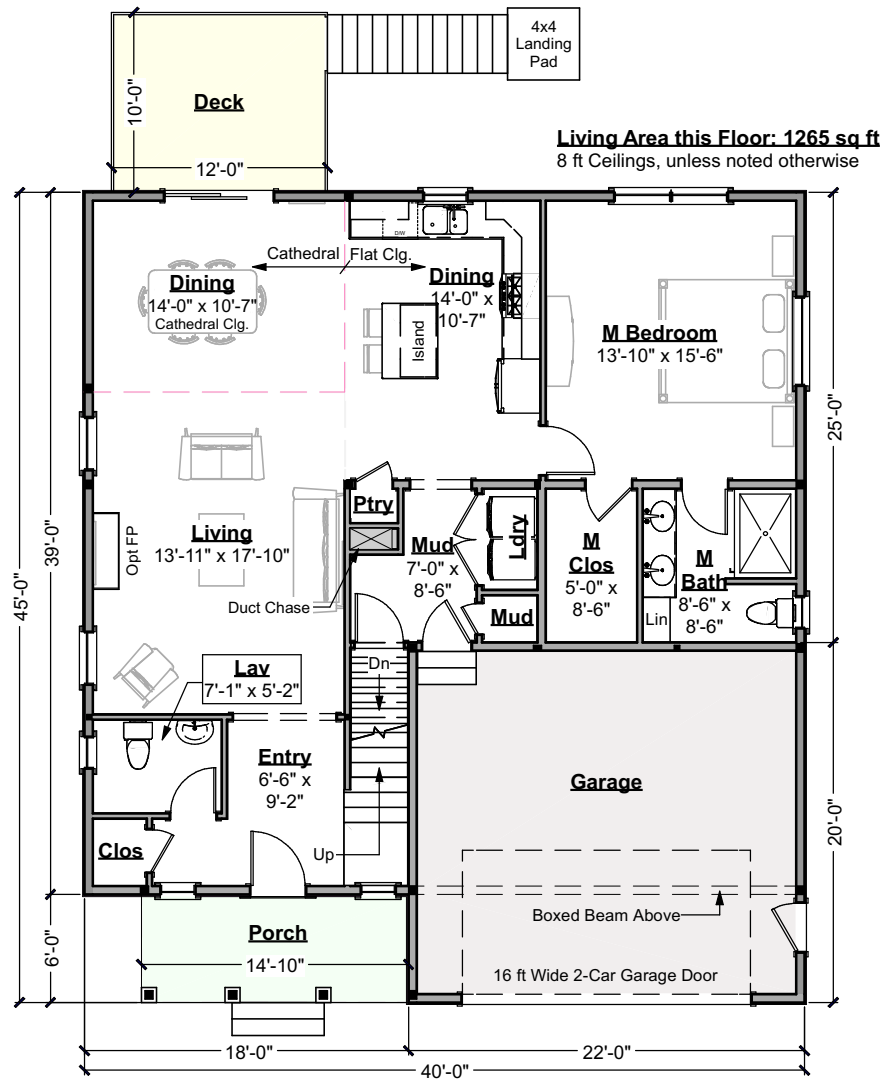 4x4
Landing
Pad
Deck
10'-0"
12'-0"
Living Area this Floor: 1265 sq ft
8 ft Ceilings, unless noted otherwise
D/W
Cathedral
Flat Clg.
Dining
14'-0" x 10'-7"
Cathedral Clg.
Dining
14'-0" x
10'-7"
Island
M Bedroom
13'-10" x 15'-6"
25'-0"
39'-0"
45'-0"
Opt FP
Living
13'-11" x 17'-10"
Ptry
Mud
7'-0" x
8'-6"
Ldry
Mud
M
Clos
5'-0" x
8'-6"
M
Bath
8'-6" x
8'-6"
Lin
Duct Chase
Dn
Lav
7'-1" x 5'-2"
Entry
6'-6" x
9'-2"
Clos
Up
Garage
20'-0"
Boxed Beam Above
16 ft Wide 2-Car Garage Door
6'-0"
Porch
14'-10"
18'-0"
22'-0"
40'-0"